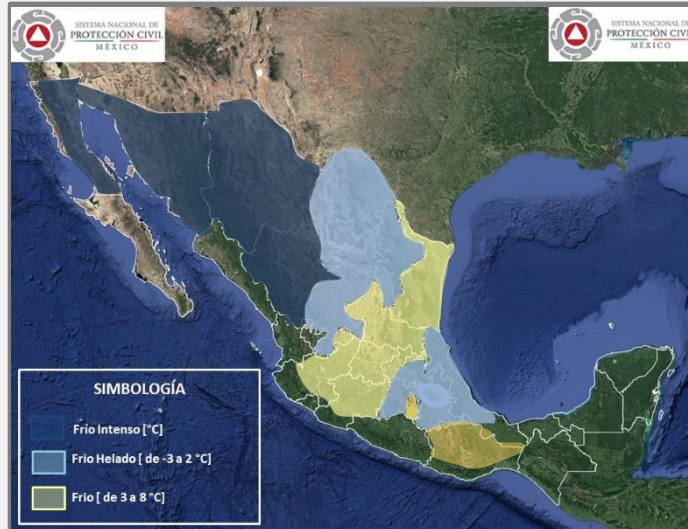 SISTEMA NACIONAL DE
PROTECCIÓN CIVIL
MÉXICO
SISTEMA NACIONAL DE
PROTECCIÓN CIVIL
MÉXICO
SIMBOLOGÍA
Frío Intenso [°C]
Frio Helado [ de -3 a 2 °C]
Frio [ de 3 a 8 °C]